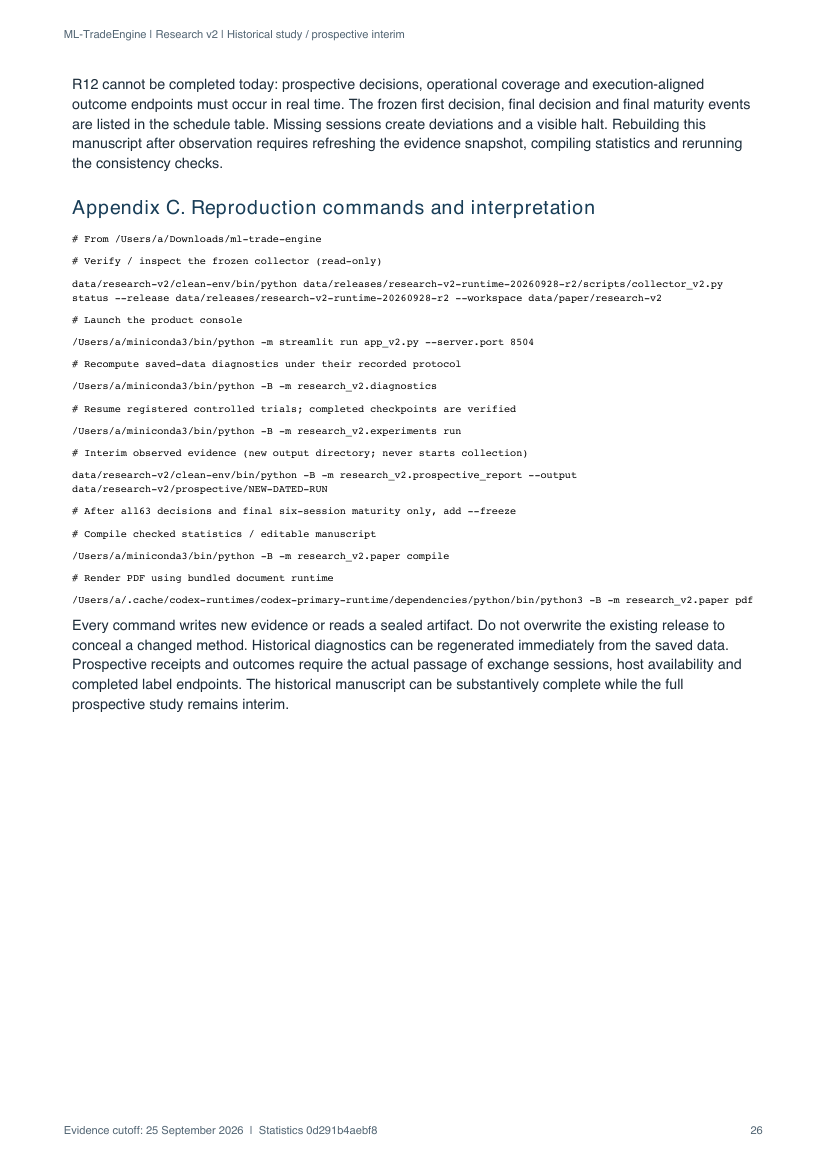 ML-TradeEngine | Research v2 | Historical study / prospective interim
R12 cannot be completed today: prospective decisions, operational coverage and execution-aligned
outcome endpoints must occur in real time. The frozen first decision, final decision and final maturity events
are listed in the schedule table. Missing sessions create deviations and a visible halt. Rebuilding this
manuscript after observation requires refreshing the evidence snapshot, compiling statistics and rerunning
the consistency checks.
Appendix C. Reproduction commands and interpretation
# From /Users/a/Downloads/ml-trade-engine
# Verify / inspect the frozen collector (read-only)
data/research-v2/clean-env/bin/python data/releases/research-v2-runtime-20260928-r2/scripts/collector_v2.py
status --release data/releases/research-v2-runtime-20260928-r2 --workspace data/paper/research-v2
# Launch the product console
/Users/a/miniconda3/bin/python -m streamlit run app_v2.py --server.port 8504
# Recompute saved-data diagnostics under their recorded protocol
/Users/a/miniconda3/bin/python -B -m research_v2.diagnostics
# Resume registered controlled trials; completed checkpoints are verified
/Users/a/miniconda3/bin/python -B -m research_v2.experiments run
# Interim observed evidence (new output directory; never starts collection)
data/research-v2/clean-env/bin/python -B -m research_v2.prospective_report --output
data/research-v2/prospective/NEW-DATED-RUN
# After all63 decisions and final six-session maturity only, add --freeze
# Compile checked statistics / editable manuscript
/Users/a/miniconda3/bin/python -B -m research_v2.paper compile
# Render PDF using bundled document runtime
/Users/a/.cache/codex-runtimes/codex-primary-runtime/dependencies/python/bin/python3 -B -m research_v2.paper pdf
Every command writes new evidence or reads a sealed artifact. Do not overwrite the existing release to
conceal a changed method. Historical diagnostics can be regenerated immediately from the saved data.
Prospective receipts and outcomes require the actual passage of exchange sessions, host availability and
completed label endpoints. The historical manuscript can be substantively complete while the full
prospective study remains interim.
Evidence cutoff: 25 September 2026 | Statistics 0d291b4aebf8
26